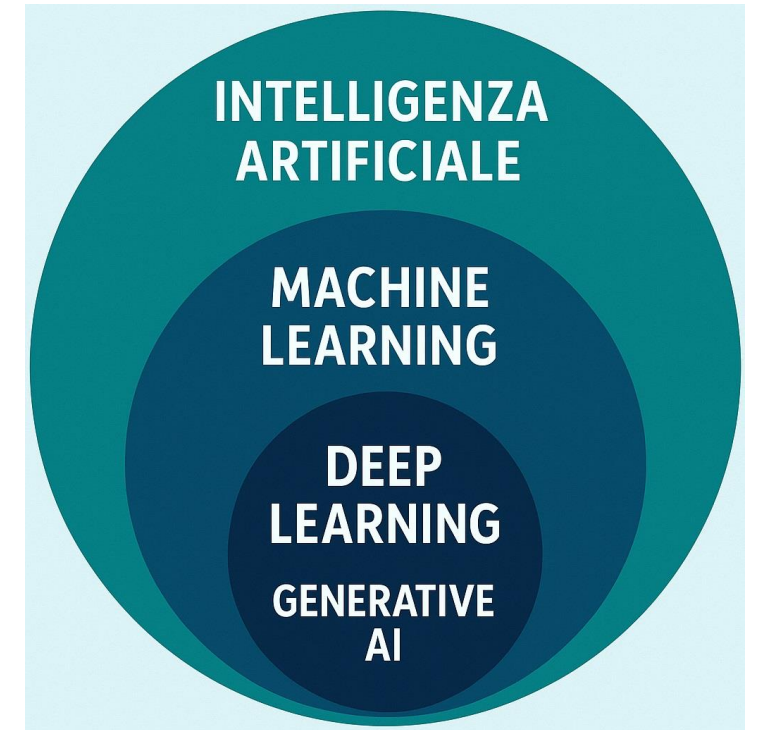 INTELLIGENZA
ARTIFICIALE
MACHINE
LEARNING
DEEP
LEARNING
GENERATIVE
AI